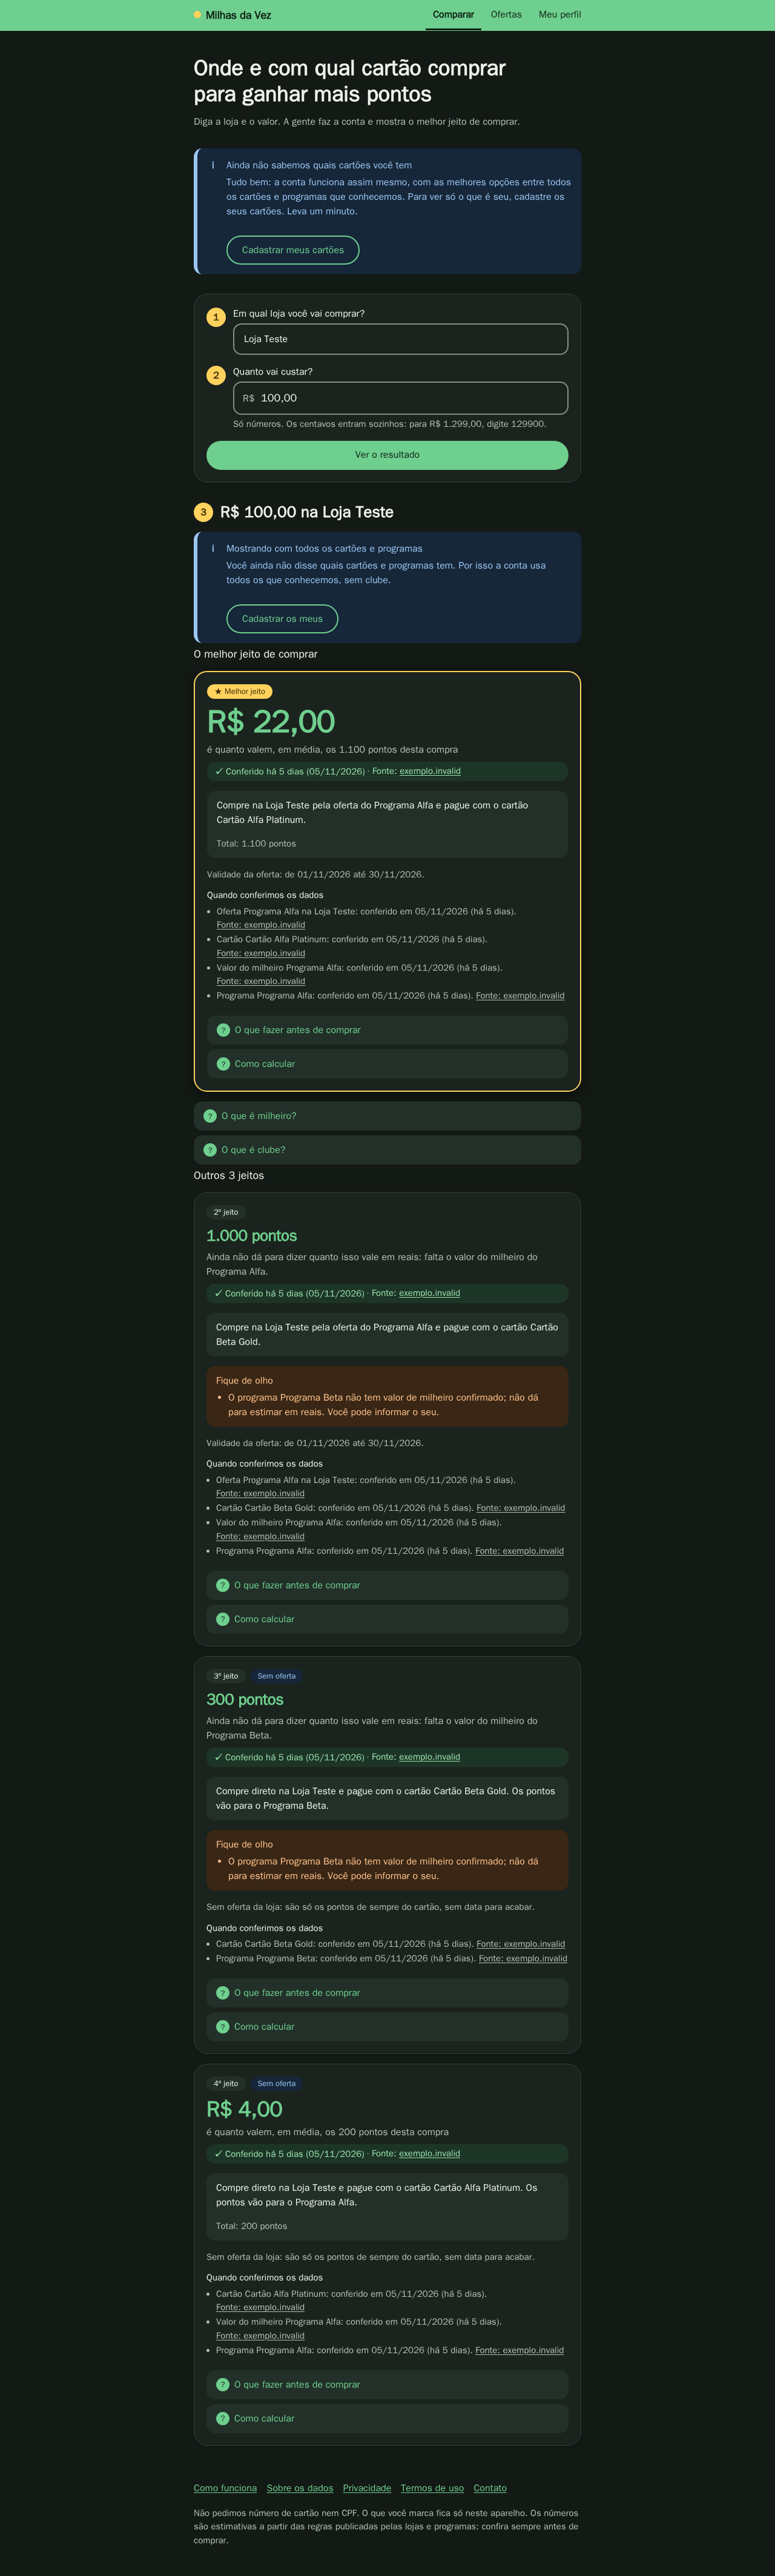 Milhas da Vez
Comparar
Ofertas
Meu perfil
Onde e com qual cartão comprar
para ganhar mais pontos
Diga a loja e o valor. A gente faz a conta e mostra o melhor jeito de comprar.
i
Ainda não sabemos quais cartões você tem
Tudo bem: a conta funciona assim mesmo, com as melhores opções entre todos
os cartões e programas que conhecemos. Para ver só o que é seu, cadastre os
seus cartões. Leva um minuto.
Cadastrar meus cartões
1
Em qual loja você vai comprar?
Loja Teste
2
Quanto vai custar?
R$ 100,00
Só números. Os centavos entram sozinhos: para R$ 1.299,00, digite 129900.
Ver o resultado
3
R$ 100,00 na Loja Teste
i
Mostrando com todos os cartões e programas
Você ainda não disse quais cartões e programas tem. Por isso a conta usa
todos os que conhecemos, sem clube.
Cadastrar os meus
O melhor jeito de comprar
★ Melhor jeito
R$ 22,00
é quanto valem, em média, os 1.100 pontos desta compra
✓ Conferido há 5 dias (05/11/2026) · Fonte: exemplo.invalid
Compre na Loja Teste pela oferta do Programa Alfa e pague com o cartão
Cartão Alfa Platinum.
Total: 1.100 pontos
Validade da oferta: de 01/11/2026 até 30/11/2026.
Quando conferimos os dados
• Oferta Programa Alfa na Loja Teste: conferido em 05/11/2026 (há 5 dias).
Fonte: exemplo.invalid
• Cartão Cartão Alfa Platinum: conferido em 05/11/2026 (há 5 dias).
Fonte: exemplo.invalid
• Valor do milheiro Programa Alfa: conferido em 05/11/2026 (há 5 dias).
Fonte: exemplo.invalid
• Programa Programa Alfa: conferido em 05/11/2026 (há 5 dias). Fonte: exemplo.invalid
? O que fazer antes de comprar
? Como calcular
? O que é milheiro?
? O que é clube?
Outros 3 jeitos
2º jeito
1.000 pontos
Ainda não dá para dizer quanto isso vale em reais: falta o valor do milheiro do
Programa Alfa.
✓ Conferido há 5 dias (05/11/2026) · Fonte: exemplo.invalid
Compre na Loja Teste pela oferta do Programa Alfa e pague com o cartão Cartão
Beta Gold.
Fique de olho
• O programa Programa Beta não tem valor de milheiro confirmado; não dá
para estimar em reais. Você pode informar o seu.
Validade da oferta: de 01/11/2026 até 30/11/2026.
Quando conferimos os dados
• Oferta Programa Alfa na Loja Teste: conferido em 05/11/2026 (há 5 dias).
Fonte: exemplo.invalid
• Cartão Cartão Beta Gold: conferido em 05/11/2026 (há 5 dias). Fonte: exemplo.invalid
• Valor do milheiro Programa Alfa: conferido em 05/11/2026 (há 5 dias).
Fonte: exemplo.invalid
• Programa Programa Alfa: conferido em 05/11/2026 (há 5 dias). Fonte: exemplo.invalid
? O que fazer antes de comprar
? Como calcular
3º jeito
Sem oferta
300 pontos
Ainda não dá para dizer quanto isso vale em reais: falta o valor do milheiro do
Programa Beta.
✓ Conferido há 5 dias (05/11/2026) · Fonte: exemplo.invalid
Compre direto na Loja Teste e pague com o cartão Cartão Beta Gold. Os pontos
vão para o Programa Beta.
Fique de olho
• O programa Programa Beta não tem valor de milheiro confirmado; não dá
para estimar em reais. Você pode informar o seu.
Sem oferta da loja: são só os pontos de sempre do cartão, sem data para acabar.
Quando conferimos os dados
• Cartão Cartão Beta Gold: conferido em 05/11/2026 (há 5 dias). Fonte: exemplo.invalid
• Programa Programa Beta: conferido em 05/11/2026 (há 5 dias). Fonte: exemplo.invalid
? O que fazer antes de comprar
? Como calcular
4º jeito
Sem oferta
R$ 4,00
é quanto valem, em média, os 200 pontos desta compra
✓ Conferido há 5 dias (05/11/2026) · Fonte: exemplo.invalid
Compre direto na Loja Teste e pague com o cartão Cartão Alfa Platinum. Os
pontos vão para o Programa Alfa.
Total: 200 pontos
Sem oferta da loja: são só os pontos de sempre do cartão, sem data para acabar.
Quando conferimos os dados
• Cartão Cartão Alfa Platinum: conferido em 05/11/2026 (há 5 dias).
Fonte: exemplo.invalid
• Valor do milheiro Programa Alfa: conferido em 05/11/2026 (há 5 dias).
Fonte: exemplo.invalid
• Programa Programa Alfa: conferido em 05/11/2026 (há 5 dias). Fonte: exemplo.invalid
? O que fazer antes de comprar
? Como calcular
Como funciona
Sobre os dados
Privacidade
Termos de uso
Contato
Não pedimos número de cartão nem CPF. O que você marca fica só neste aparelho. Os números
são estimativas a partir das regras publicadas pelas lojas e programas: confira sempre antes de
comprar.